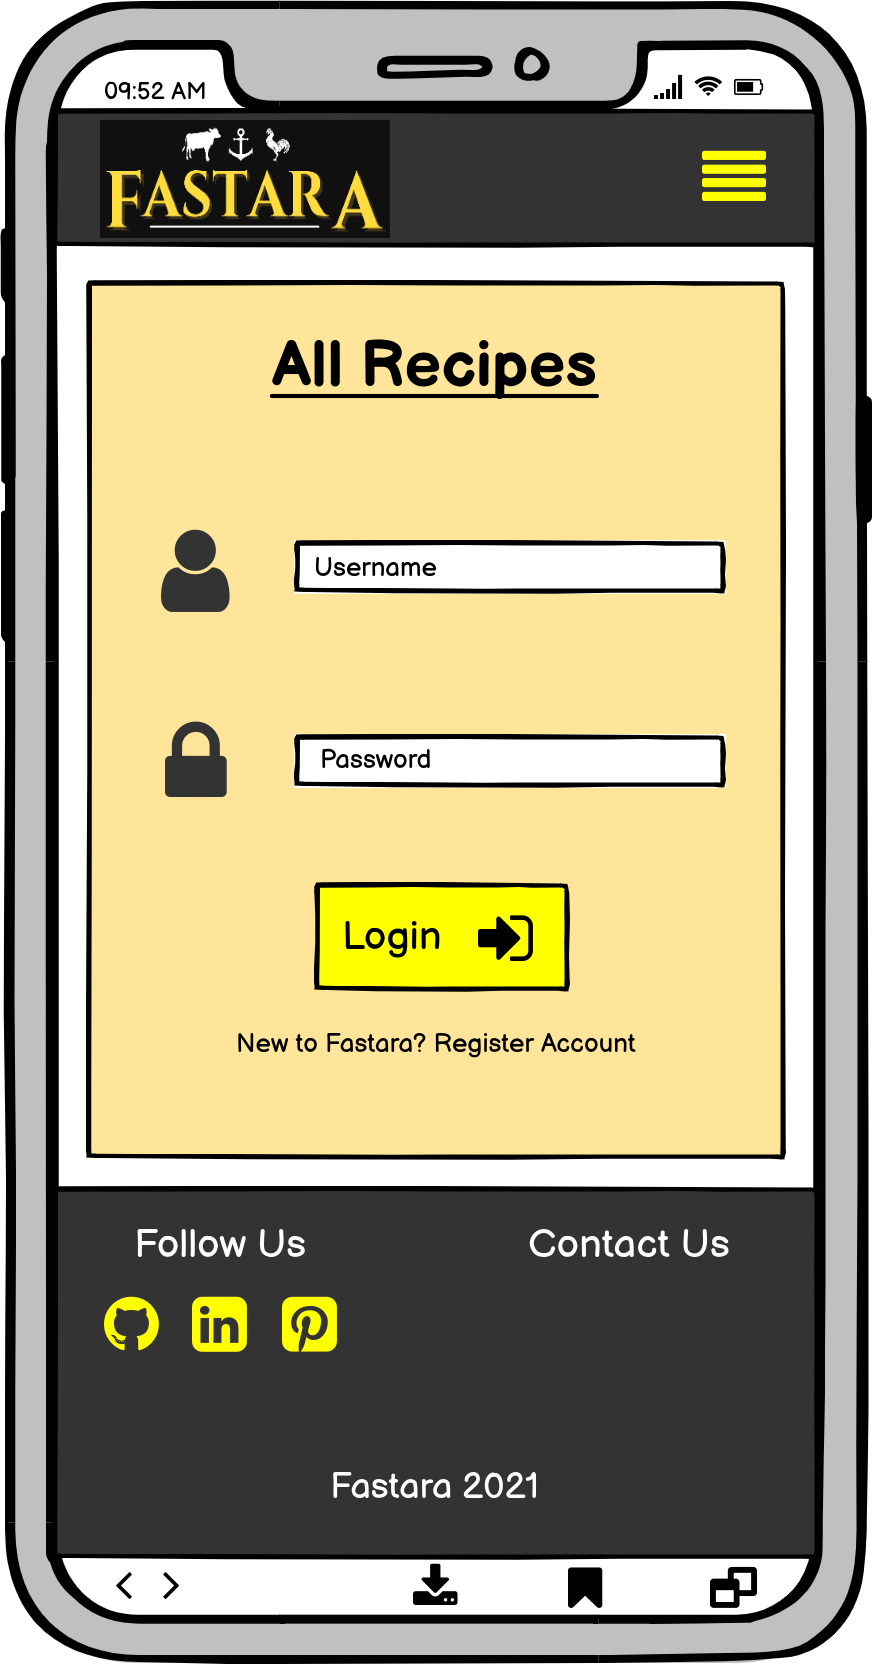 09:52 AM
FASTARA
All Recipes
Username
Password
Login
New to Fastara? Register Account
Follow Us
Contact Us
in
Fastara 2021